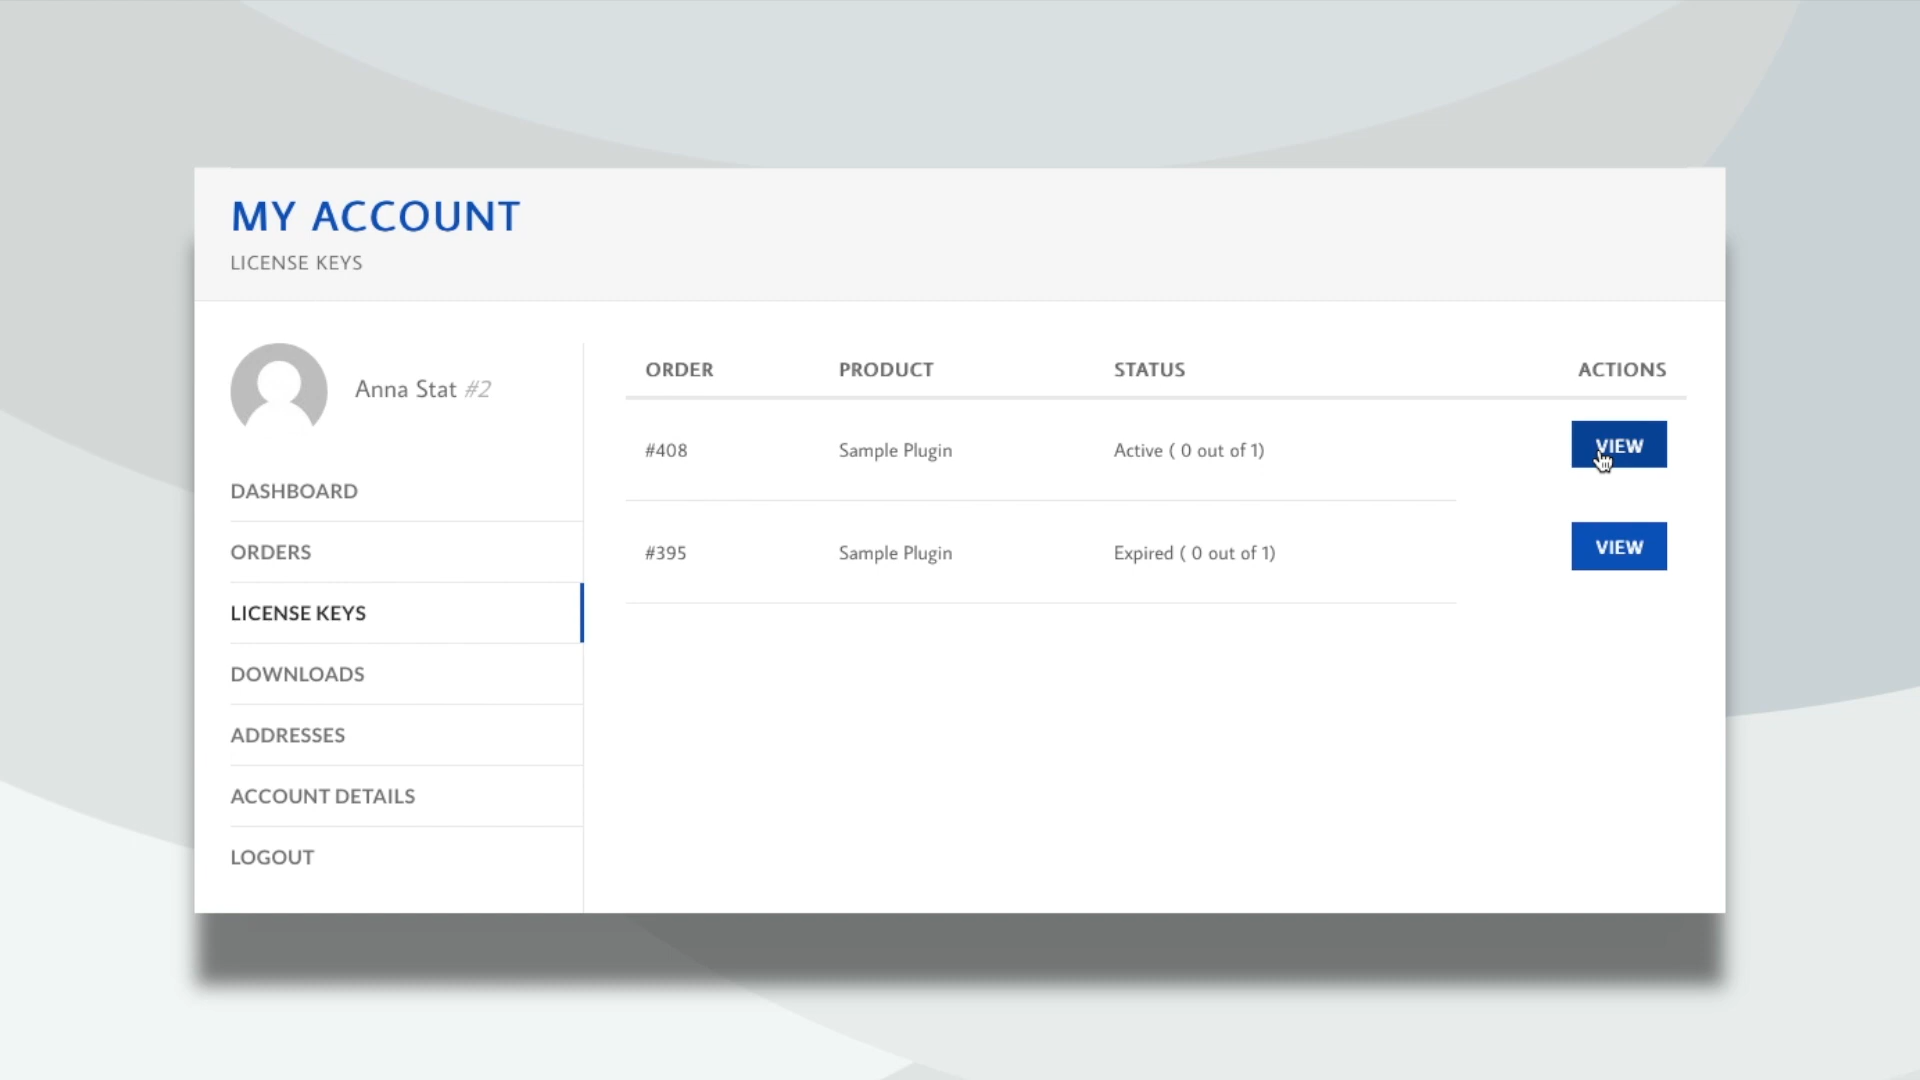 MY ACCOUNT
LICENSE KEYS
Anna Stat #2
DASHBOARD
ORDERS
LICENSE KEYS
DOWNLOADS
ADDRESSES
ACCOUNT DETAILS
LOGOUT
ORDER PRODUCT STATUS ACTIONS
#408 Sample Plugin Active ( 0 out of 1) VIEW
#395 Sample Plugin Expired ( 0 out of 1) VIEW